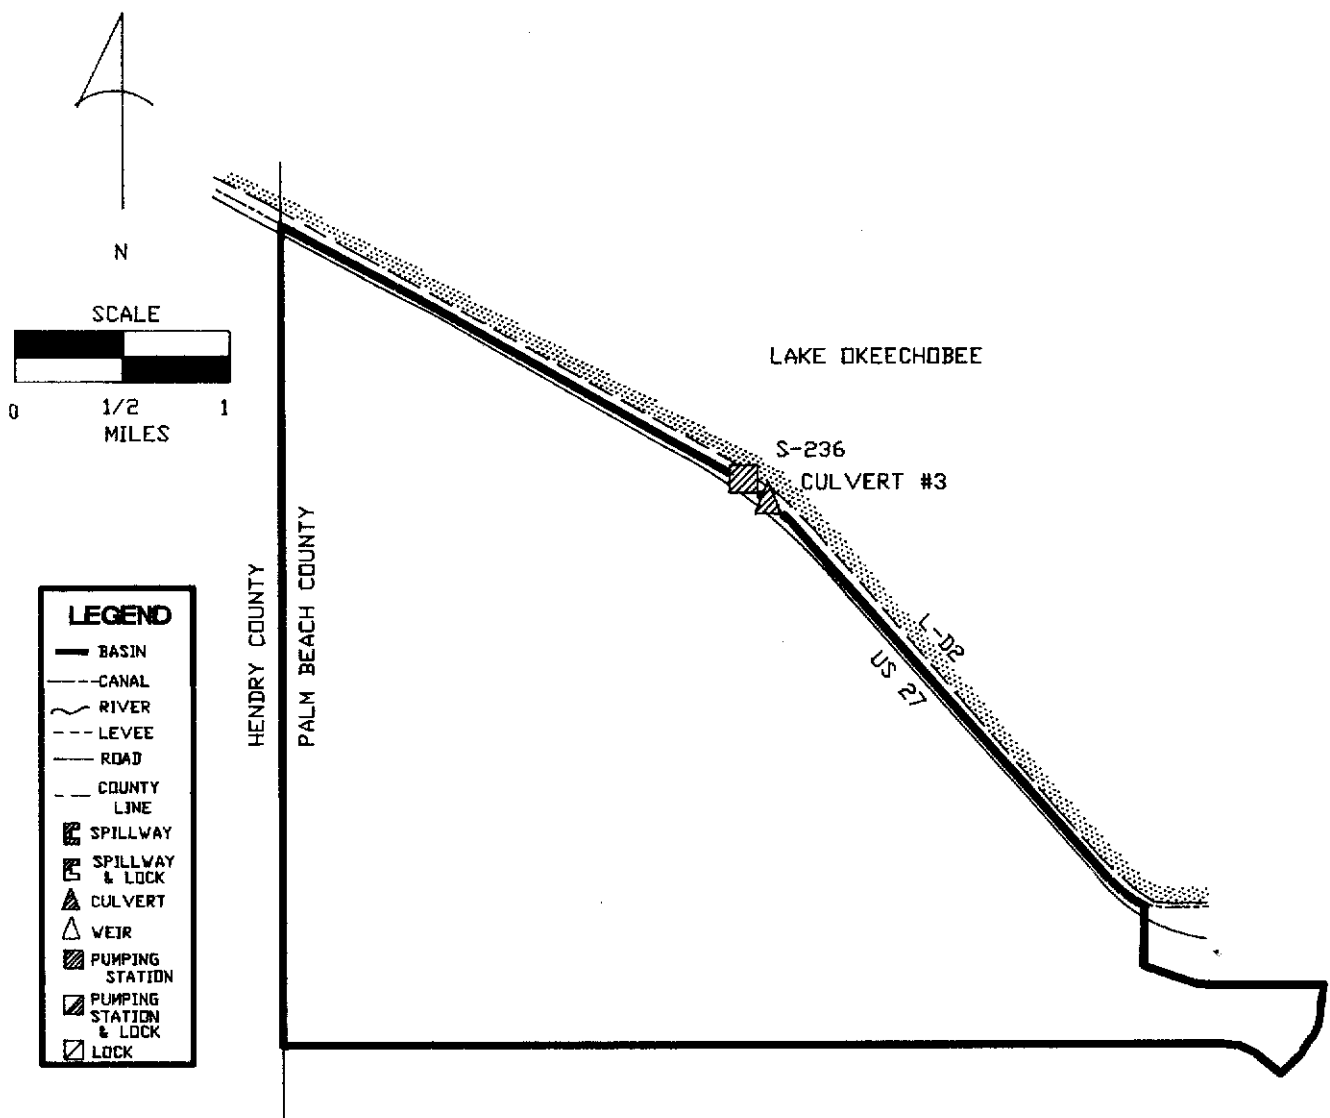 N
SCALE
0 1/2 1
MILES
LAKE OKEECHOBEE
S-236
CULVERT #3
HENDRY COUNTY
PALM BEACH COUNTY
L-D2
US 27
LEGEND
BASIN
CANAL
RIVER
LEVEE
ROAD
COUNTY
LINE
SPILLWAY
SPILLWAY
& LOCK
CULVERT
WEIR
PUMPING
STATION
PUMPING
STATION
& LOCK
LOCK